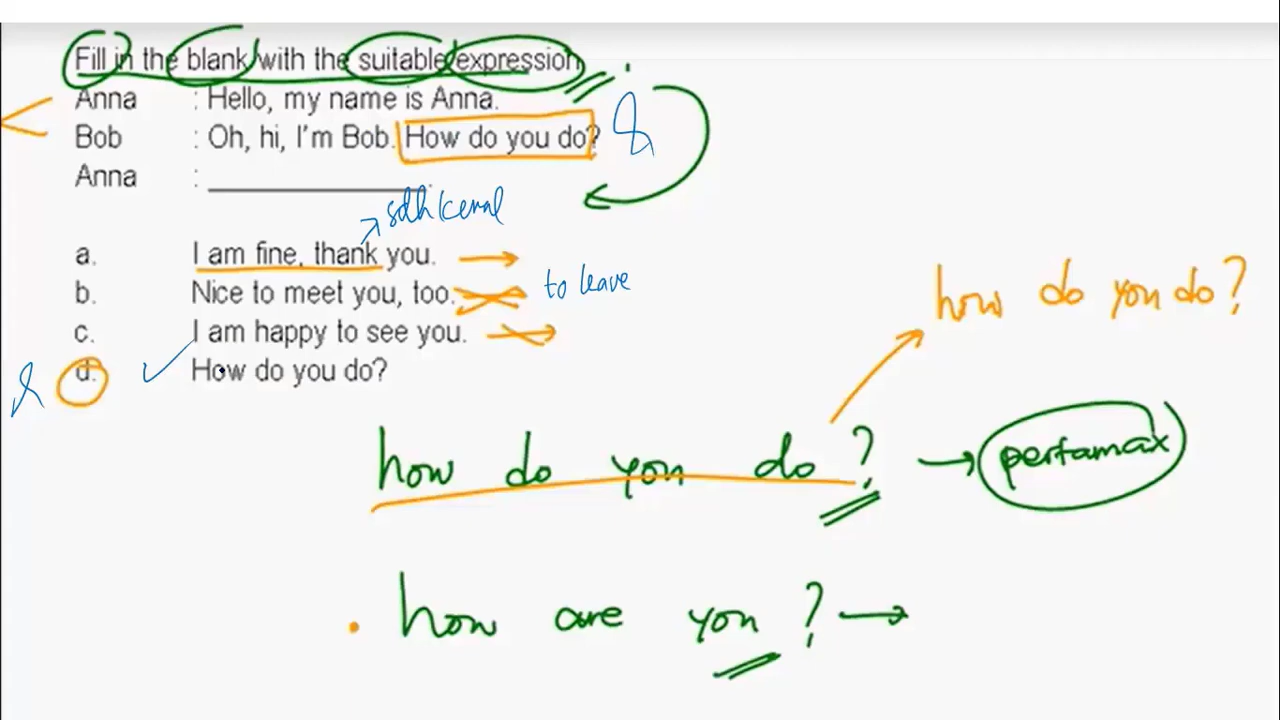 Fill in the blank with the suitable expression
Anna : Hello, my name is Anna.
Bob : Oh, hi, I'm Bob. How do you do?
Anna : ____________________.
sdh kenal
a. I am fine, thank you.
b. Nice to meet you, too. to leave
c. I am happy to see you.
d. How do you do?
how do you do?
how do you do? → pertamax
how are you? →